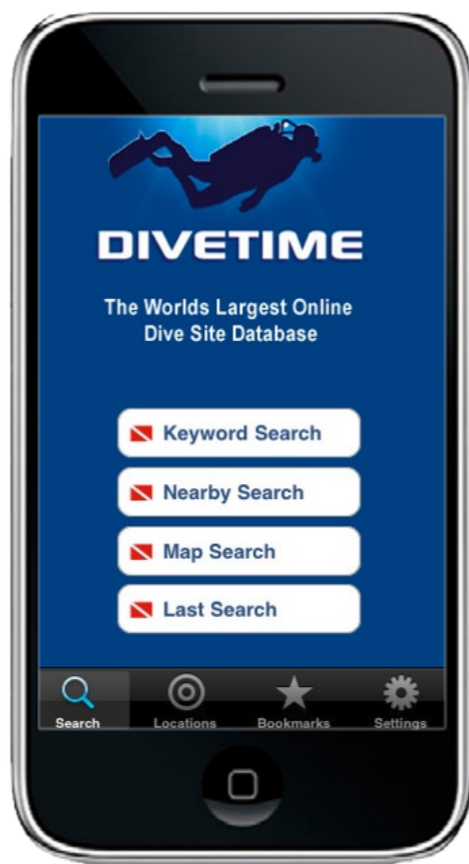 DIVETIME
The Worlds Largest Online
Dive Site Database
Keyword Search
Nearby Search
Map Search
Last Search
Search Locations Bookmarks Settings